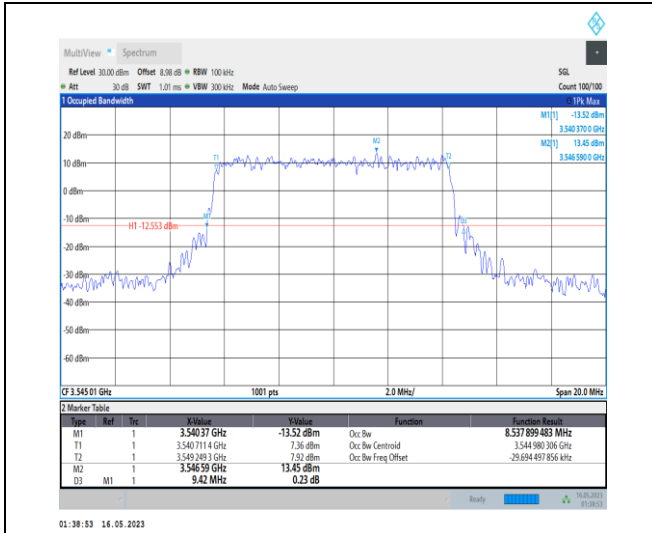 MultiView Spectrum
Ref Level 30.00 dBm Offset 8.98 dB RBW 100 kHz SGL
Att 30 dB SWT 1.01 ms VBW 300 kHz Mode Auto Sweep Count 100/100
1 Occupied Bandwidth 1Pk Max
M1[1] -13.52 dBm
3.540 370 0 GHz
M2[1] 13.45 dBm
3.546 590 0 GHz
20 dBm
M2
T1
T2
10 dBm
0 dBm
-10 dBm
M1
D3
H1 -12.553 dBm
-20 dBm
-30 dBm
-40 dBm
-50 dBm
-60 dBm
CF 3.545 01 GHz 1001 pts 2.0 MHz/ Span 20.0 MHz
2 Marker Table
Type Ref Trc X-Value Y-Value Function Function Result
M1 1 3.540 37 GHz -13.52 dBm Occ Bw 8.537 899 483 MHz
T1 1 3.540 711 4 GHz 7.36 dBm Occ Bw Centroid 3.544 980 306 GHz
T2 1 3.549 249 3 GHz 7.92 dBm Occ Bw Freq Offset -29.694 497 856 kHz
M2 1 3.546 59 GHz 13.45 dBm
D3 M1 1 9.42 MHz 0.23 dB
Ready 16.05.2023
01:38:53
01:38:53 16.05.2023